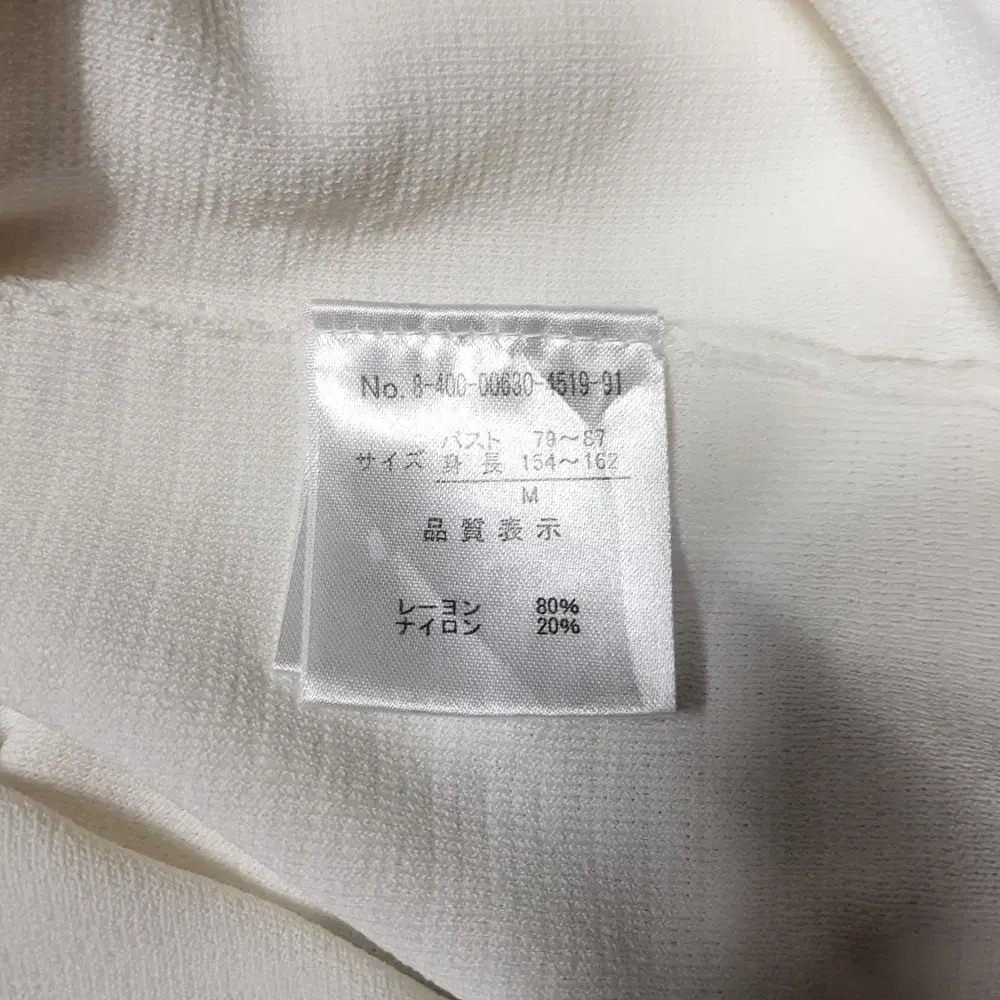 No. 8-400-00630-4519-91
バスト 79～87
サイズ 身長 154～162
M
品質表示
レーヨン 80%
ナイロン 20%